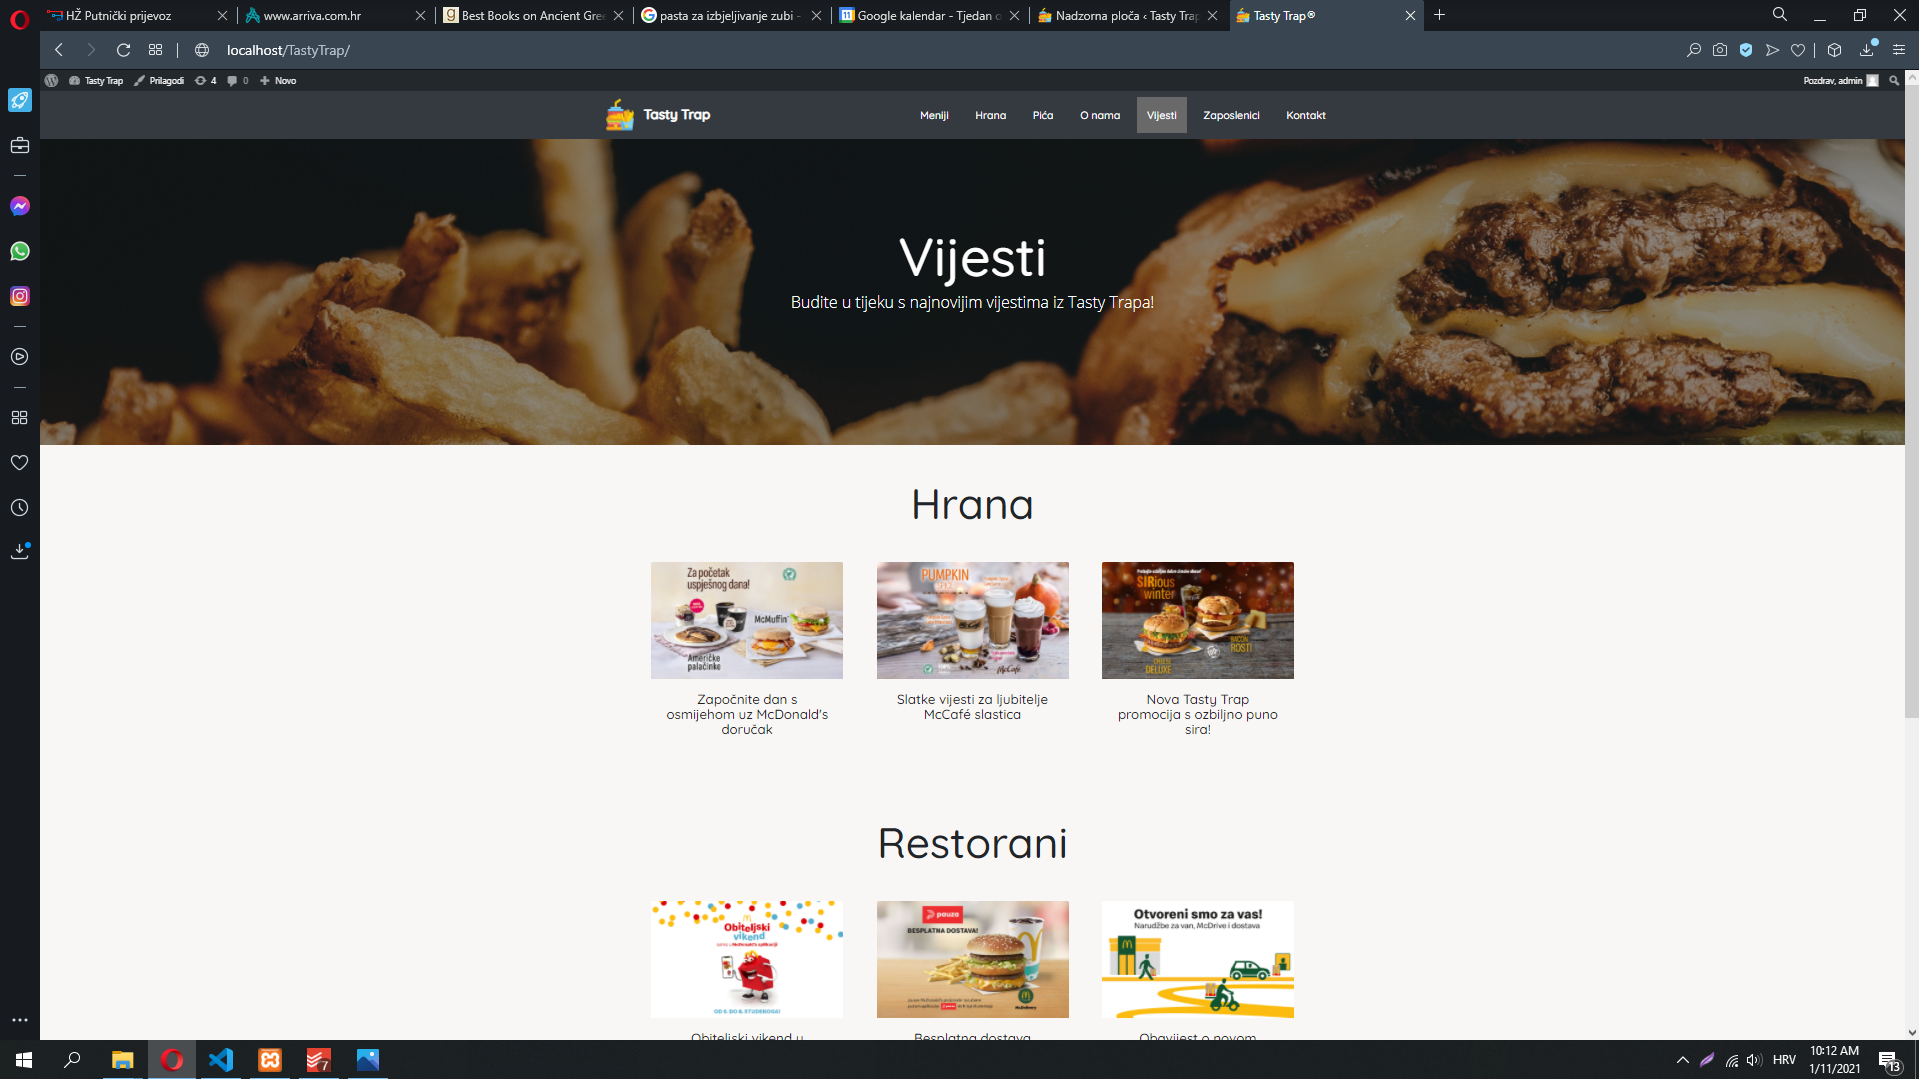 HŽ Putnički prijevoz
www.arriva.com.hr
Best Books on Ancient Gre
pasta za izbjeljivanje zubi -
Google kalendar - Tjedan o
Nadzorna ploča ‹ Tasty Trap
Tasty Trap®
localhost/TastyTrap/
Tasty Trap
Prilagodi
4
0
Novo
Pozdrav, admin
Tasty Trap
Meniji
Hrana
Pića
O nama
Vijesti
Zaposlenici
Kontakt
Vijesti
Budite u tijeku s najnovijim vijestima iz Tasty Trapa!
Hrana
Za početak
uspješnog dana!
McMuffin
Američke
palačinke
PUMPKIN
McCafé
SIRious
winter
BACON
ROSTI
CHEESE
DELUXE
Započnite dan s
osmijehom uz McDonald's
doručak
Slatke vijesti za ljubitelje
McCafé slastica
Nova Tasty Trap
promocija s ozbiljno puno
sira!
Restorani
Obiteljski
vikend
samo u McDonald's aplikaciji!
OD 6. DO 8. STUDENOGA!
pauza
BESPLATNA DOSTAVA!
Otvoreni smo za vas!
Narudžbe za van, McDrive i dostava
Obiteljski vikend u
Besplatna dostava
Obavijest o novom
7
HRV
10:12 AM
1/11/2021
13